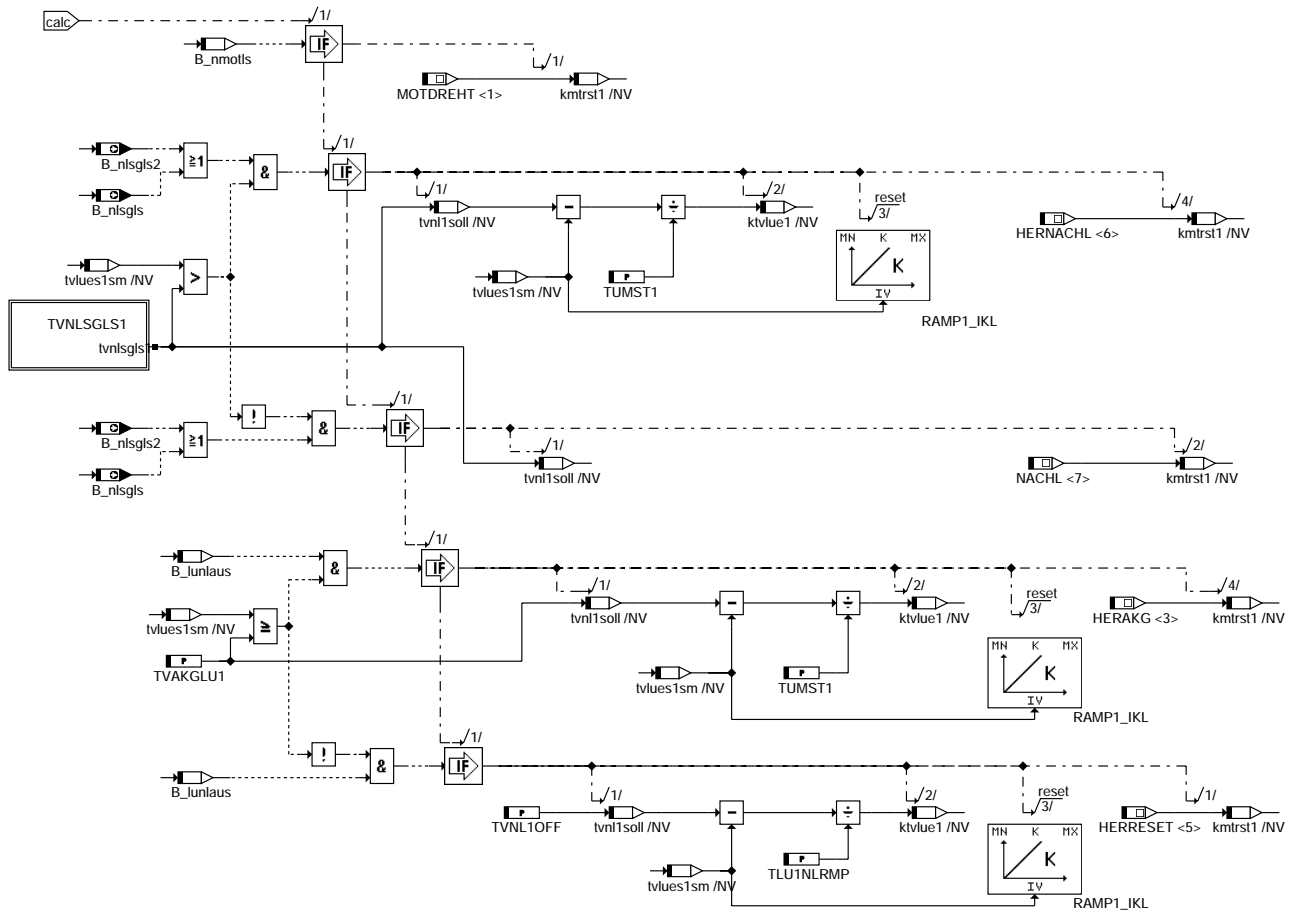 calc
/1/
IF
B_nmotls
/1/
MOTDREHT <1>
kmtrst1 /NV
/1/
B_nlsgls2
≥1
&
IF
B_nlsgls
/1/
tvnl1soll /NV
-
÷
/2/
ktvlue1 /NV
reset
3/
/4/
HERNACHL <6>
kmtrst1 /NV
MN K MX
K
IV
RAMP1_IKL
tvlues1sm /NV
>
tvlues1sm /NV
P
TUMST1
TVNLSGLS1
tvnlsgls1
/1/
!
&
IF
B_nlsgls2
≥1
B_nlsgls
/1/
tvnl1soll /NV
/2/
NACHL <7>
kmtrst1 /NV
/1/
B_lunlaus
&
IF
/1/
tvnl1soll /NV
-
÷
/2/
ktvlue1 /NV
reset
3/
/4/
HERAKG <3>
kmtrst1 /NV
tvlues1sm /NV
≥
P
TVAKGLU1
tvlues1sm /NV
P
TUMST1
MN K MX
K
IV
RAMP1_IKL
/1/
!
&
IF
B_lunlaus
P
TVNL1OFF
/1/
tvnl1soll /NV
-
÷
/2/
ktvlue1 /NV
reset
3/
/1/
HERRESET <5>
kmtrst1 /NV
tvlues1sm /NV
P
TLU1NLRMP
MN K MX
K
IV
RAMP1_IKL